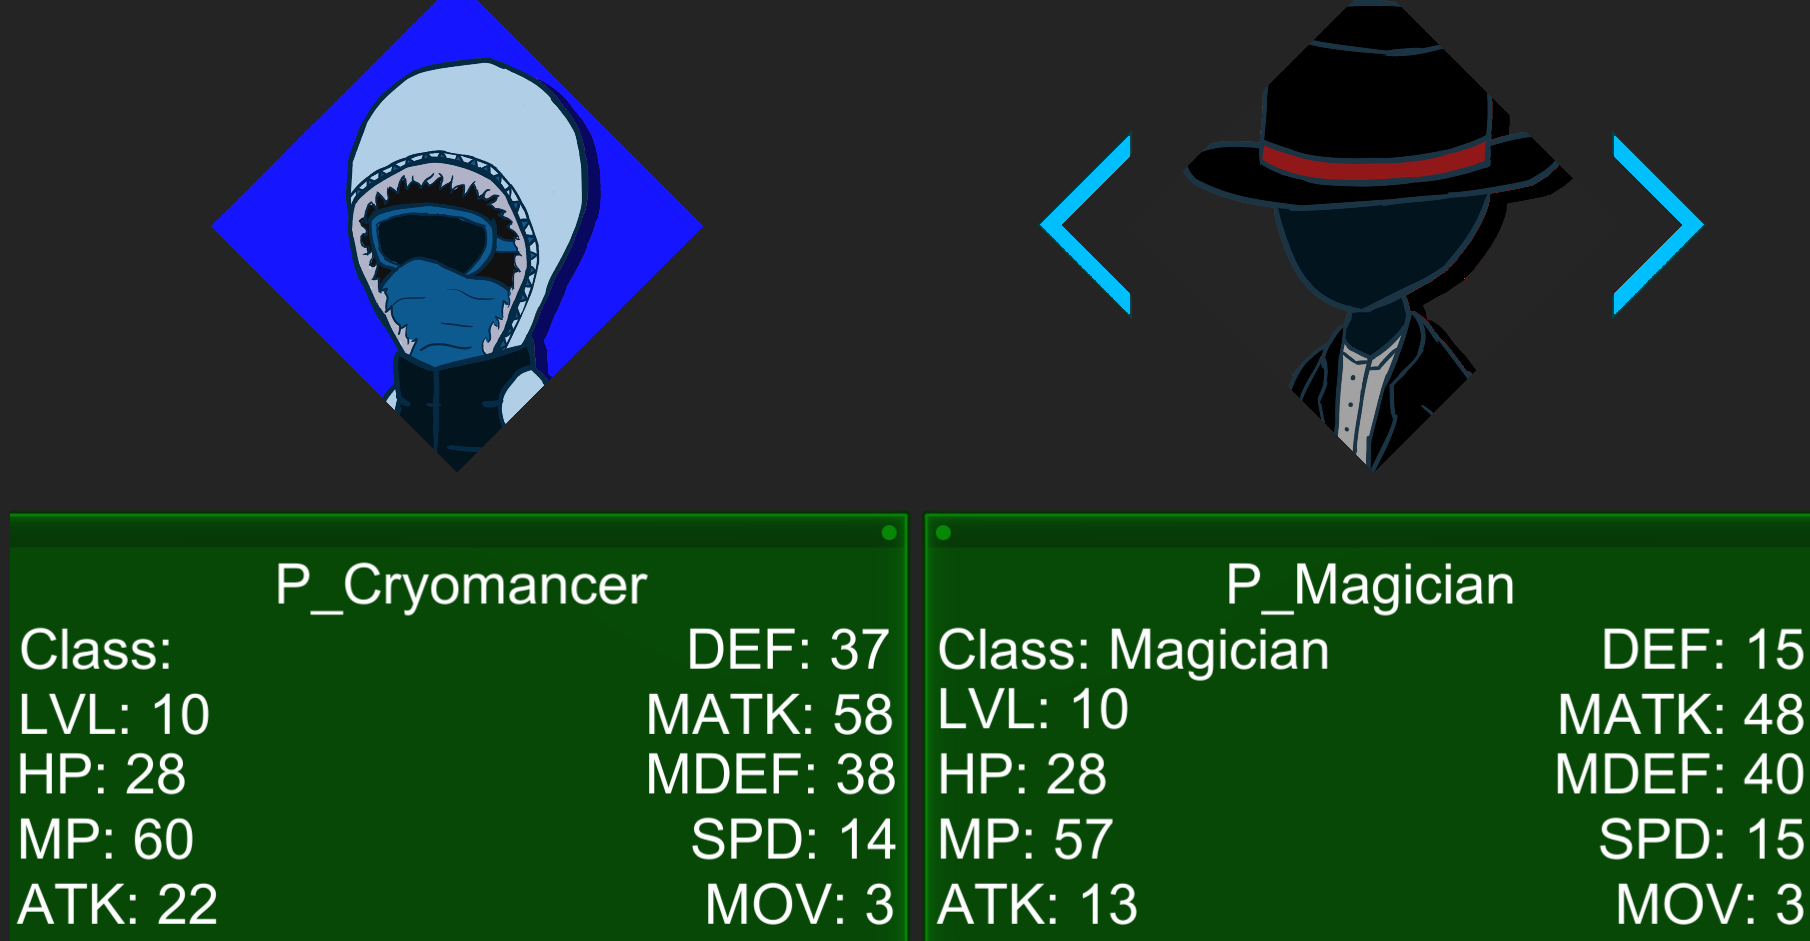 P_Cryomancer
Class:
DEF: 37
LVL: 10
MATK: 58
HP: 28
MDEF: 38
MP: 60
SPD: 14
ATK: 22
MOV: 3
P_Magician
Class: Magician
DEF: 15
LVL: 10
MATK: 48
HP: 28
MDEF: 40
MP: 57
SPD: 15
ATK: 13
MOV: 3